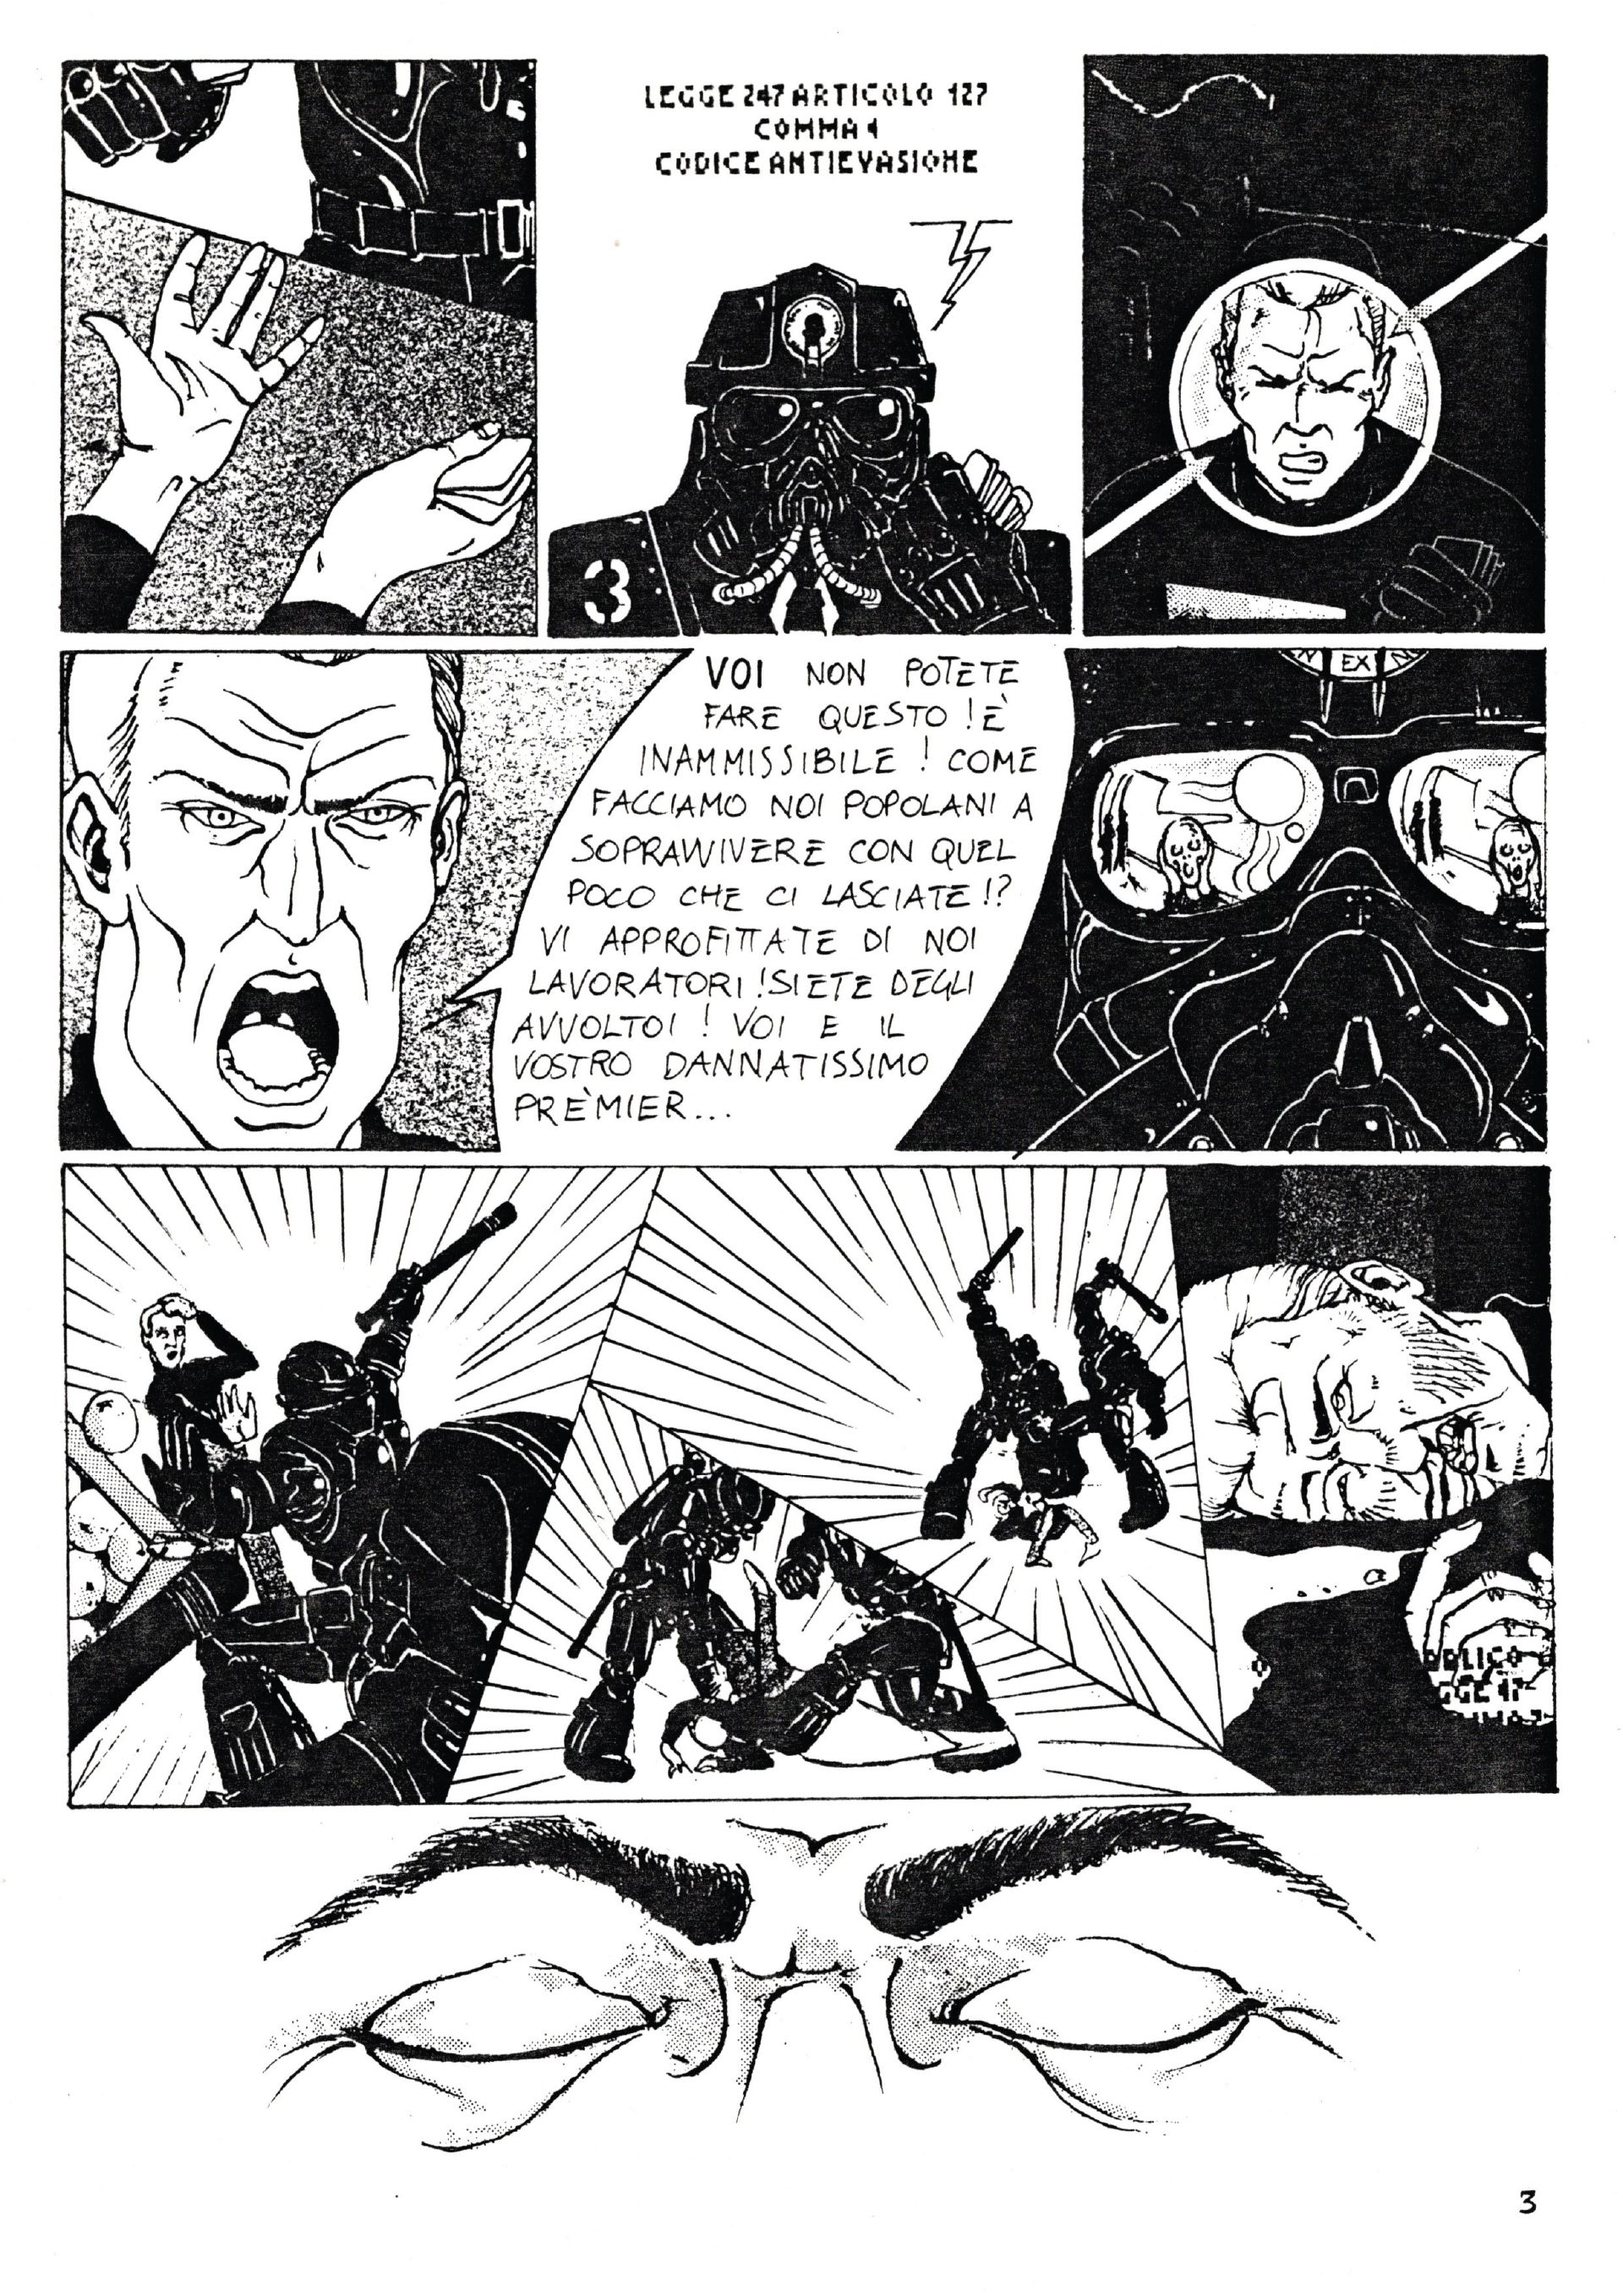 LEGGE 247 ARTICOLO 127
COMMA 4
CODICE ANTIEVASIONE
3
VOI NON POTETE
FARE QUESTO! È
INAMMISSIBILE! COME
FACCIAMO NOI POPOLANI A
SOPRAVVIVERE CON QUEL
POCO CHE CI LASCIATE!?
VI APPROFITTATE DI NOI
LAVORATORI! SIETE DEGLI
AVVOLTOI! VOI E IL
VOSTRO DANNATISSIMO
PRÈMIER...
EX
3